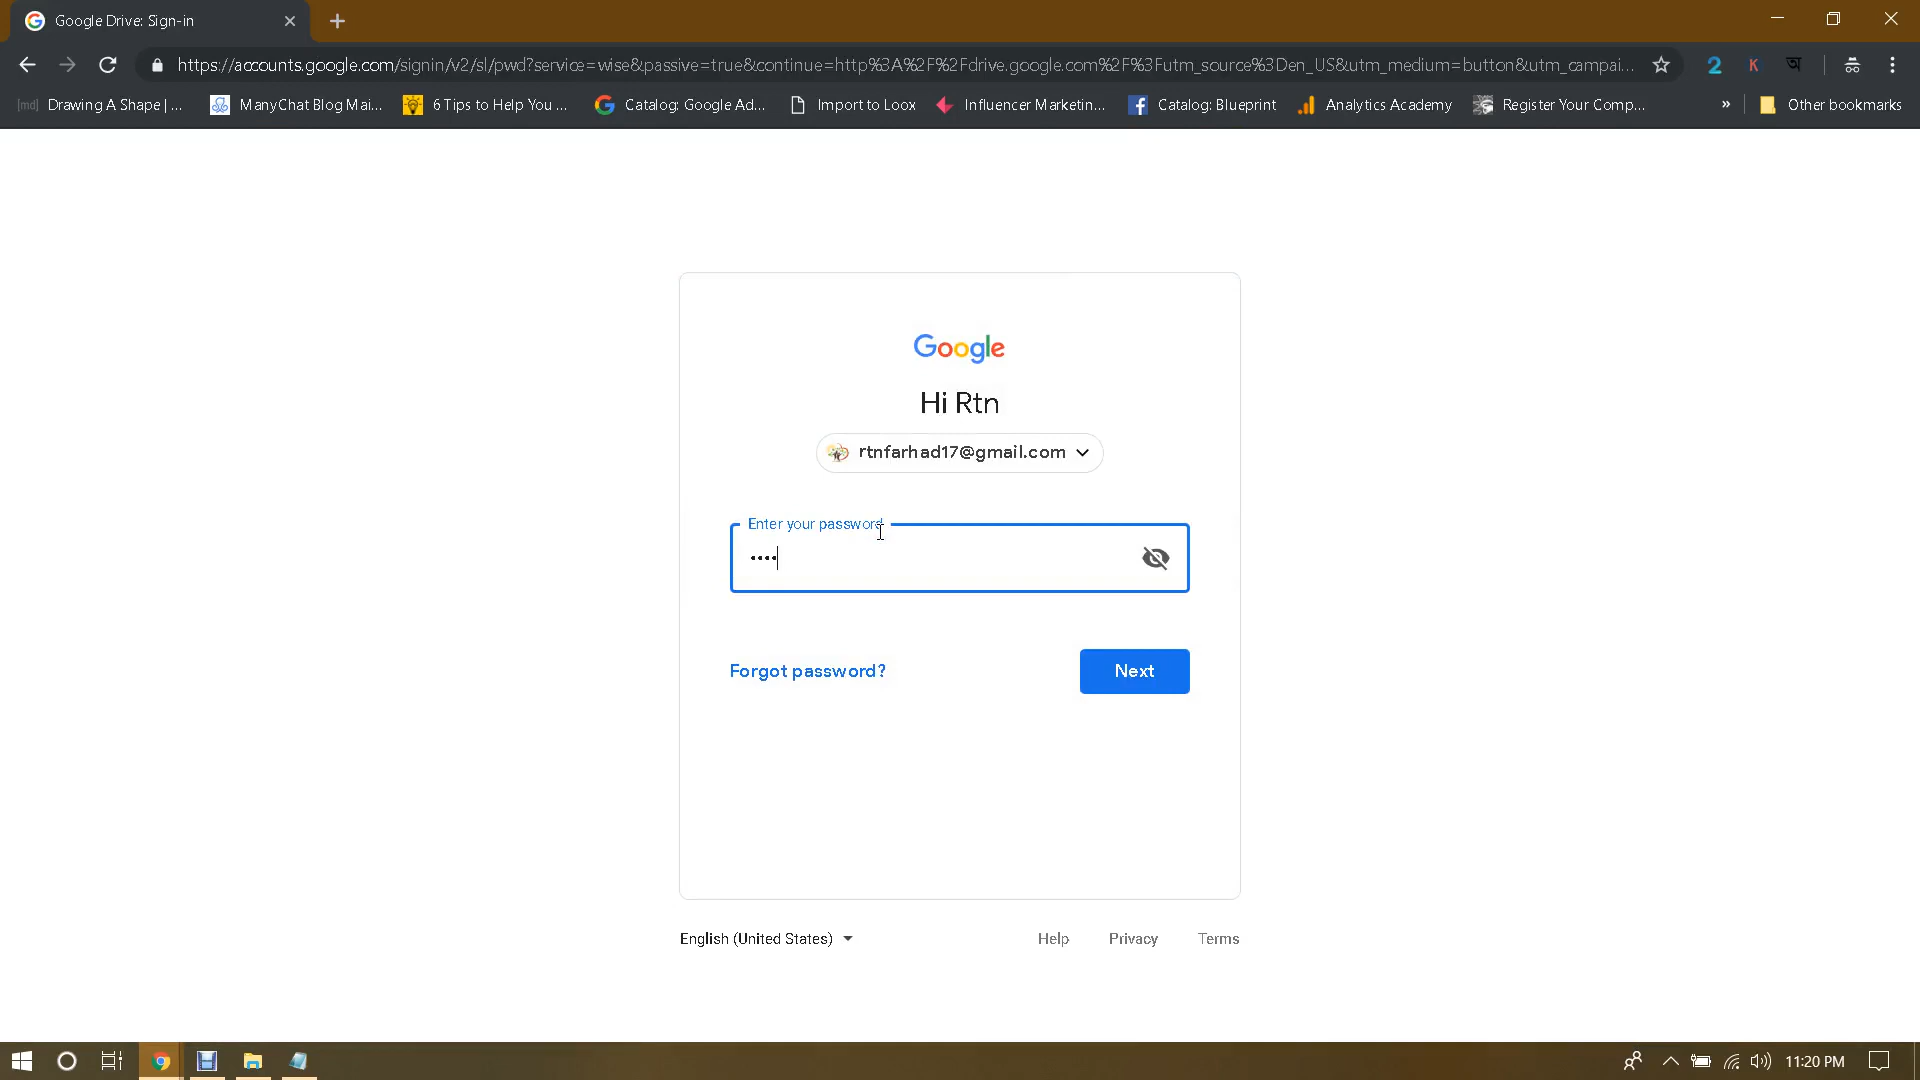 Google Drive: Sign-in
https://accounts.google.com/signin/v2/sl/pwd?service=wise&passive=true&continue=http%3A%2F%2Fdrive.google.com%2F%3Futm_source%3Den_US&utm_medium=button&utm_campai...
[md] Drawing A Shape | ... ManyChat Blog Mai... 6 Tips to Help You ... Catalog: Google Ad... Import to Loox Influencer Marketin... Catalog: Blueprint Analytics Academy Register Your Comp... » Other bookmarks
Google
Hi Rtn
rtnfarhad17@gmail.com
Enter your password
••••
Forgot password? Next
English (United States) Help Privacy Terms
11:20 PM